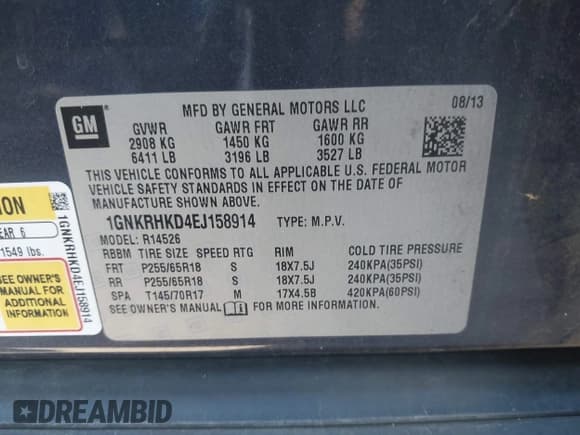 GM
MFD BY GENERAL MOTORS LLC
08/13
GVWR GAWR FRT GAWR RR
2908 KG 1450 KG 1600 KG
6411 LB 3196 LB 3527 LB
THIS VEHICLE CONFORMS TO ALL APPLICABLE U.S. FEDERAL MOTOR
VEHICLE SAFETY STANDARDS IN EFFECT ON THE DATE OF
MANUFACTURE SHOWN ABOVE.
1GNKRHKD4EJ158914 TYPE: M.P.V.
MODEL: R14526
RBBM TIRE SIZE SPEED RTG RIM COLD TIRE PRESSURE
FRT P255/65R18 S 18X7.5J 240KPA(35PSI)
RR P255/65R18 S 18X7.5J 240KPA(35PSI)
SPA T145/70R17 M 17X4.5B 420KPA(60PSI)
SEE OWNER'S MANUAL FOR MORE INFORMATION.
ION
EAR 6
1549 lbs.
SEE OWNER'S
MANUAL FOR
ADDITIONAL
INFORMATION
1GNKRHKD4EJ158914
DREAMBID